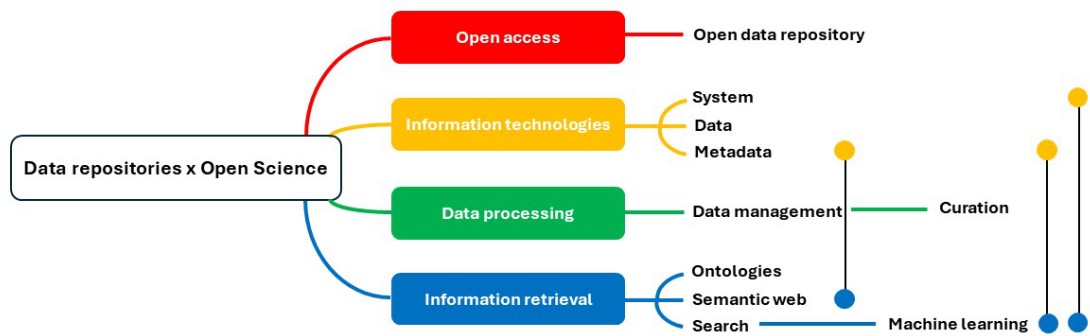 Data repositories x Open Science
Open access
Open data repository
Information technologies
System
Data
Metadata
Data processing
Data management
Curation
Information retrieval
Ontologies
Semantic web
Search
Machine learning